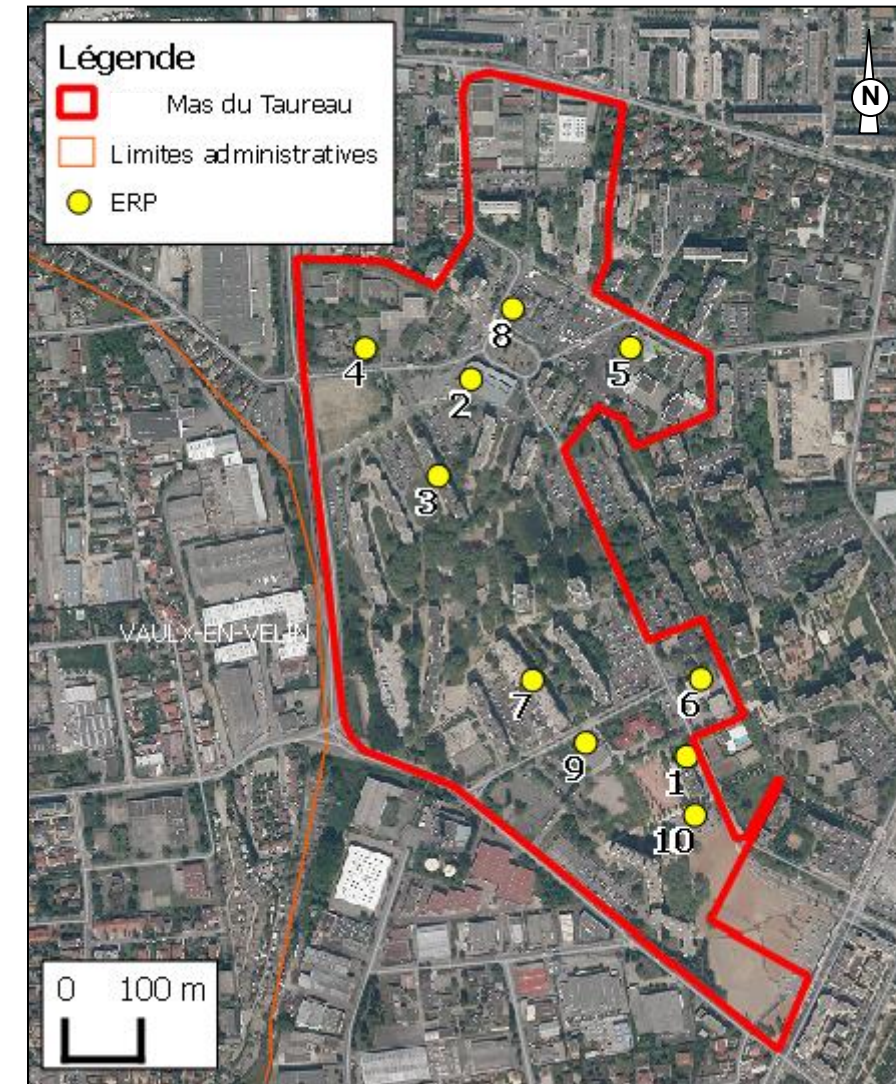 Légende
Mas du Taureau
Limites administratives
ERP
N
8
4
5
2
3
VAULX-EN-VELIN
7
6
9
1
10
0 100 m